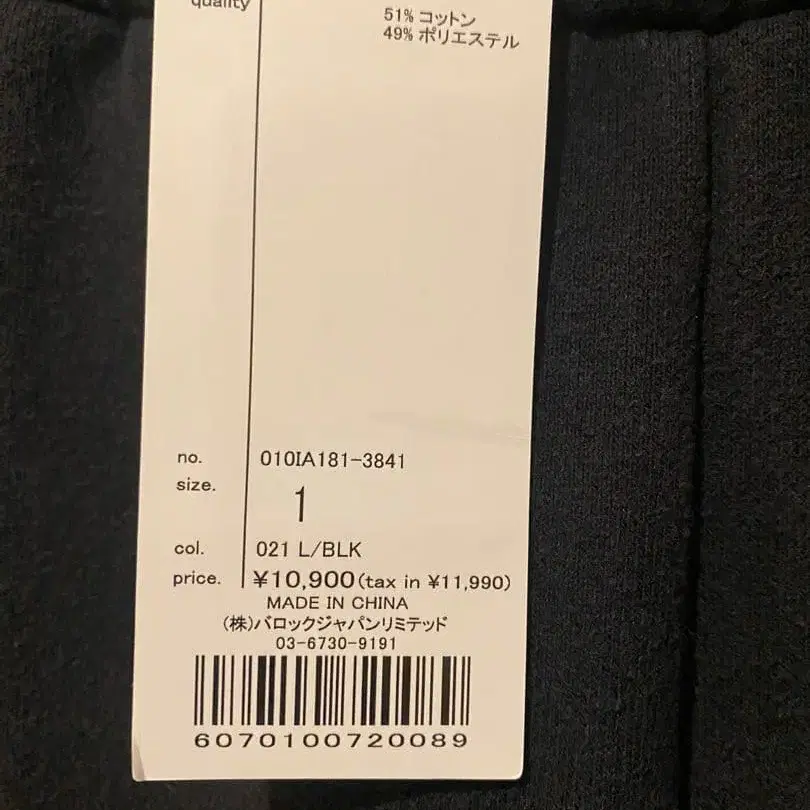 quality
51% コットン
49% ポリエステル
no. 010IA181-3841
size. 1
col. 021 L/BLK
price. ¥10,900(tax in ¥11,990)
MADE IN CHINA
(株)バロックジャパンリミテッド
03-6730-9191
6070100720089